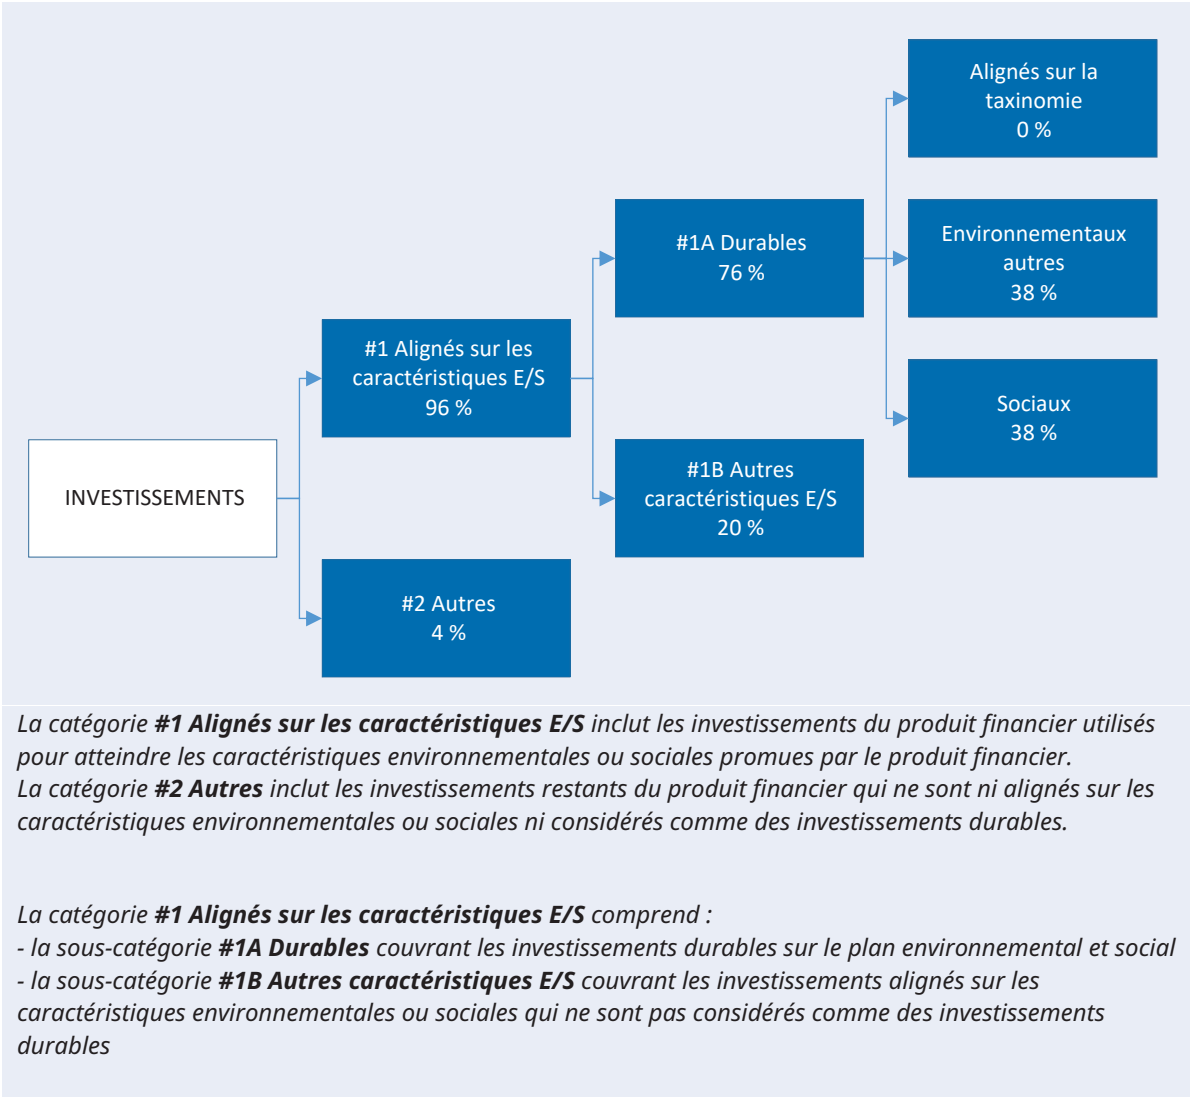 Alignés sur la
taxinomie
0 %
#1A Durables
76 %
Environnementaux
autres
38 %
#1 Alignés sur les
caractéristiques E/S
96 %
Sociaux
38 %
INVESTISSEMENTS
#1B Autres
caractéristiques E/S
20 %
#2 Autres
4 %
La catégorie #1 Alignés sur les caractéristiques E/S inclut les investissements du produit financier utilisés
pour atteindre les caractéristiques environnementales ou sociales promues par le produit financier.
La catégorie #2 Autres inclut les investissements restants du produit financier qui ne sont ni alignés sur les
caractéristiques environnementales ou sociales ni considérés comme des investissements durables.
La catégorie #1 Alignés sur les caractéristiques E/S comprend :
- la sous-catégorie #1A Durables couvrant les investissements durables sur le plan environnemental et social
- la sous-catégorie #1B Autres caractéristiques E/S couvrant les investissements alignés sur les
caractéristiques environnementales ou sociales qui ne sont pas considérés comme des investissements
durables